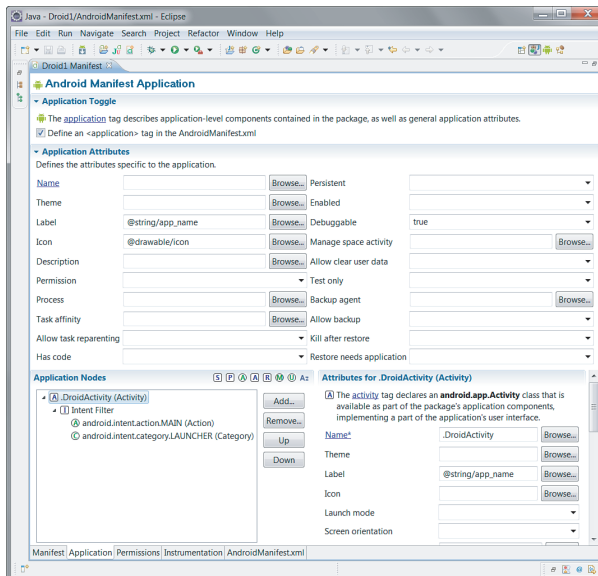 Java - Droid1/AndroidManifest.xml - Eclipse
File Edit Run Navigate Search Project Refactor Window Help
Droid1 Manifest
Android Manifest Application
Application Toggle
The application tag describes application-level components contained in the package, as well as general application attributes.
Define an <application> tag in the AndroidManifest.xml
Application Attributes
Defines the attributes specific to the application.
Name Browse... Persistent
Theme Browse... Enabled
Label @string/app_name Browse... Debuggable true
Icon @drawable/icon Browse... Manage space activity Browse...
Description Browse... Allow clear user data
Permission Test only
Process Browse... Backup agent Browse...
Task affinity Browse... Allow backup
Allow task reparenting Kill after restore
Has code Restore needs application
Application Nodes S P A A R M U Az Attributes for .DroidActivity (Activity)
A .DroidActivity (Activity) Add... A The activity tag declares an android.app.Activity class that is
I Intent Filter available as part of the package's application components,
A android.intent.action.MAIN (Action) Remove... implementing a part of the application's user interface.
C android.intent.category.LAUNCHER (Category) Up Name* .DroidActivity Browse...
Down Theme Browse...
Label @string/app_name Browse...
Icon Browse...
Launch mode
Screen orientation
Manifest Application Permissions Instrumentation AndroidManifest.xml